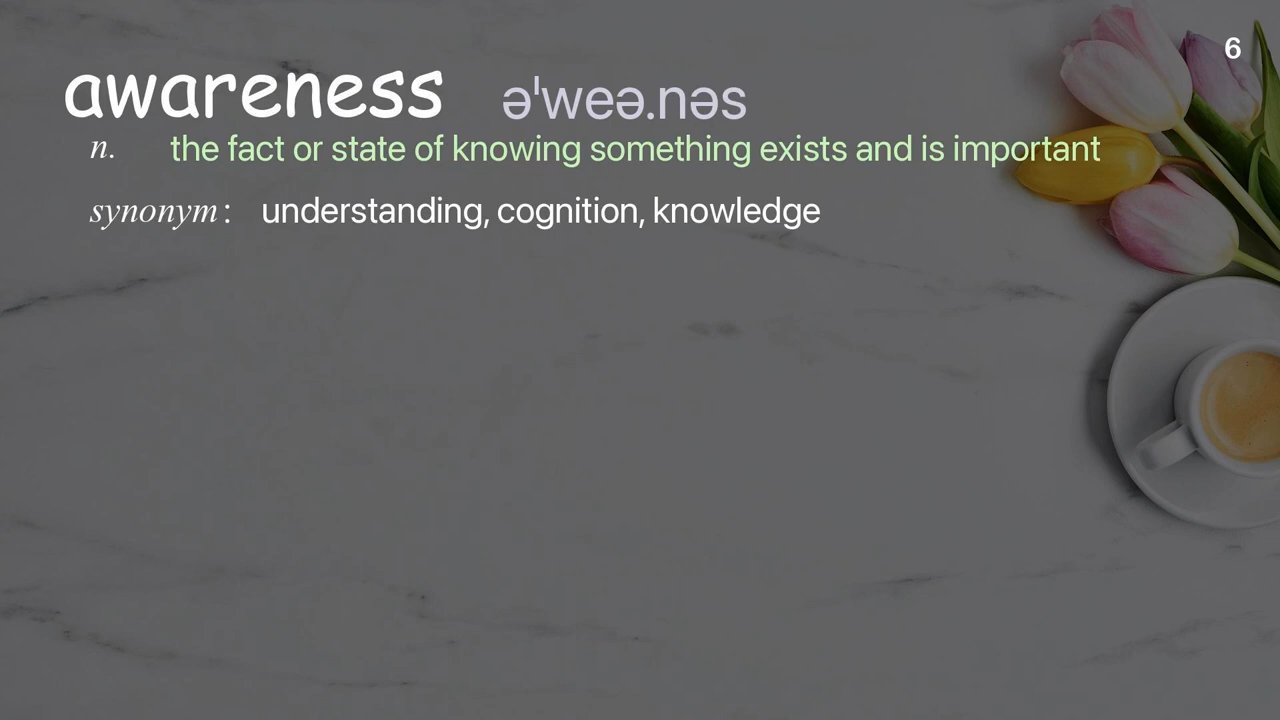 6
awareness əˈweə.nəs
n. the fact or state of knowing something exists and is important
synonym: understanding, cognition, knowledge